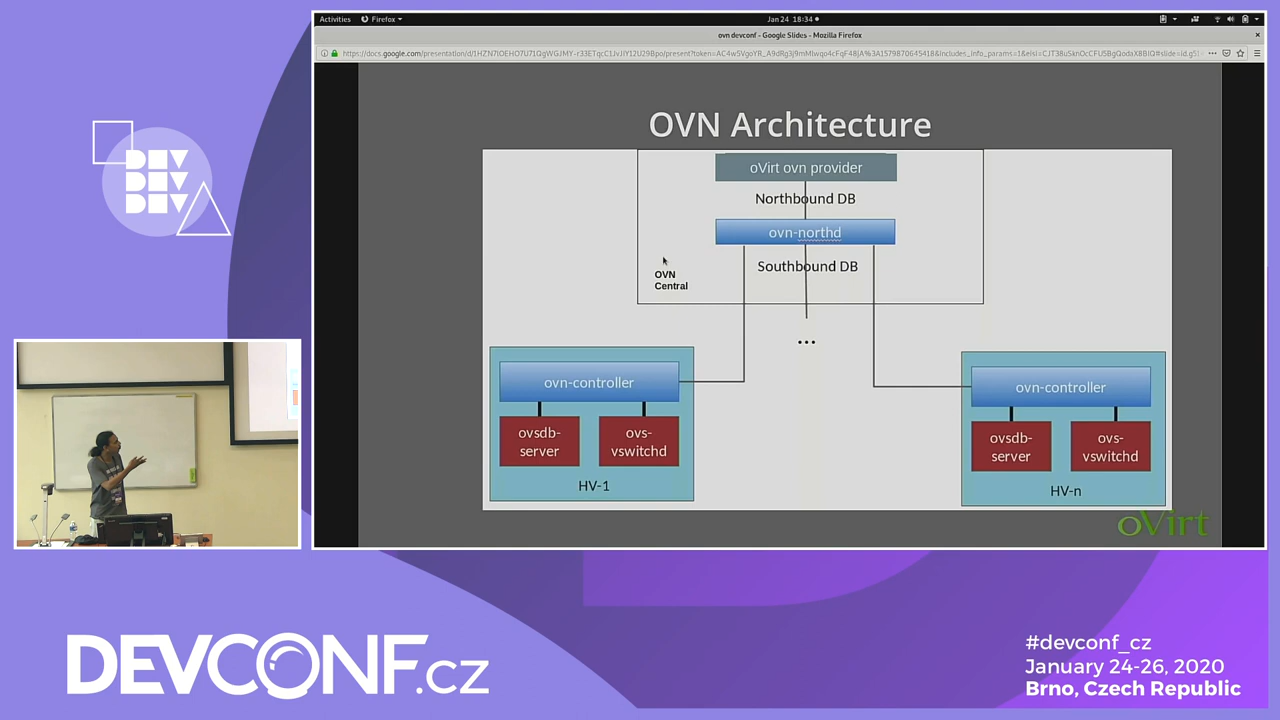 Activities
Firefox
Jan 24 18:34
ovn devconf - Google Slides - Mozilla Firefox
OVN Architecture
oVirt ovn provider
Northbound DB
ovn-northd
Southbound DB
OVN
Central
...
ovn-controller
ovsdb-
server
ovs-
vswitchd
HV-1
ovn-controller
ovsdb-
server
ovs-
vswitchd
HV-n
oVirt
DEV
DEV
DEV
DEVCONF.cz
#devconf_cz
January 24-26, 2020
Brno, Czech Republic